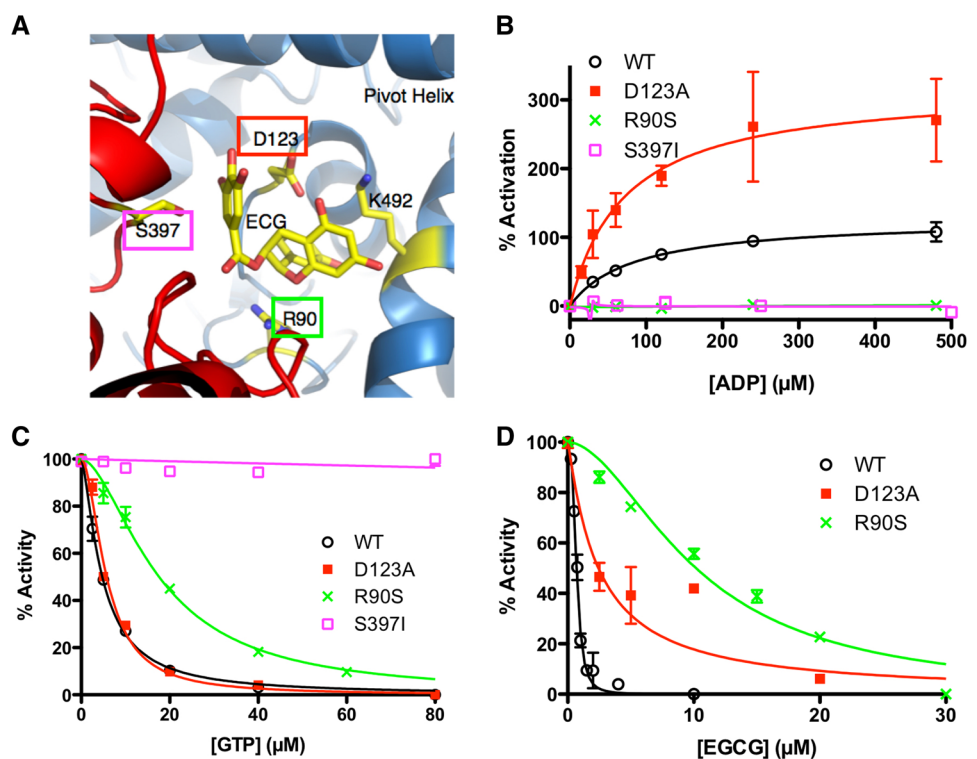 A
Pivot Helix
D123
K492
S397
ECG
R90
B
WT
D123A
R90S
S397I
% Activation
300
200
100
0
0 100 200 300 400 500
[ADP] (µM)
C
% Activity
100
80
60
40
20
0
WT
D123A
R90S
S397I
0 20 40 60 80
[GTP] (µM)
D
% Activity
100
80
60
40
20
0
WT
D123A
R90S
0 10 20 30
[EGCG] (µM)